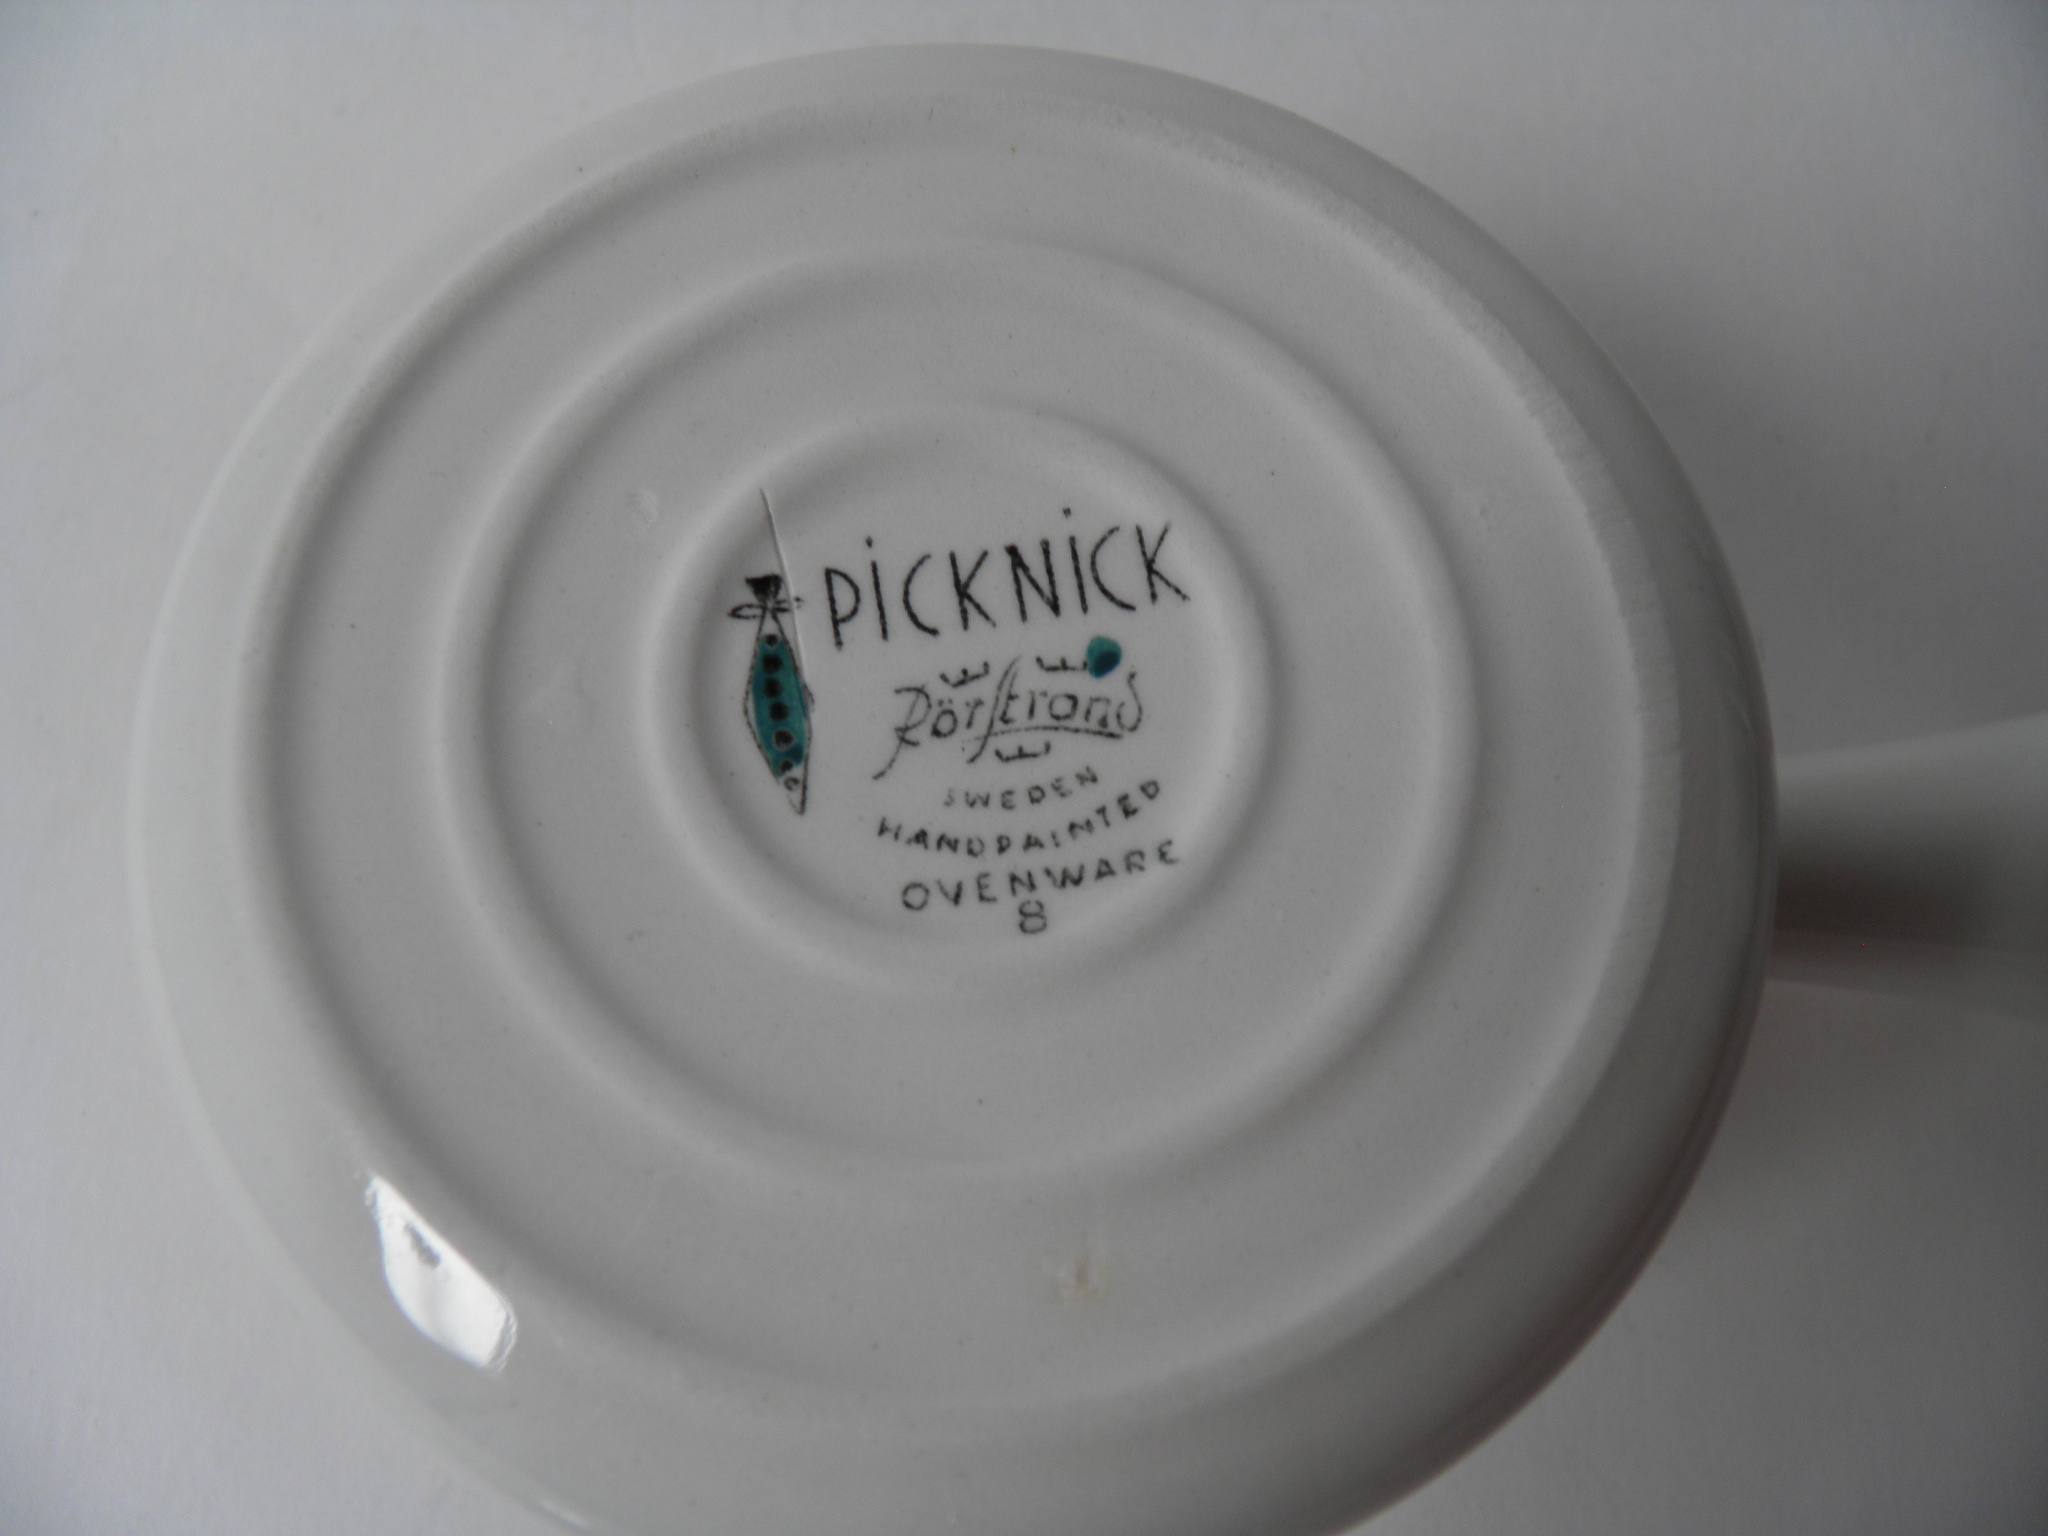 PiCKNiCK
Rörstrand
SWEDEN
HANDPAINTED
OVENWARE
8